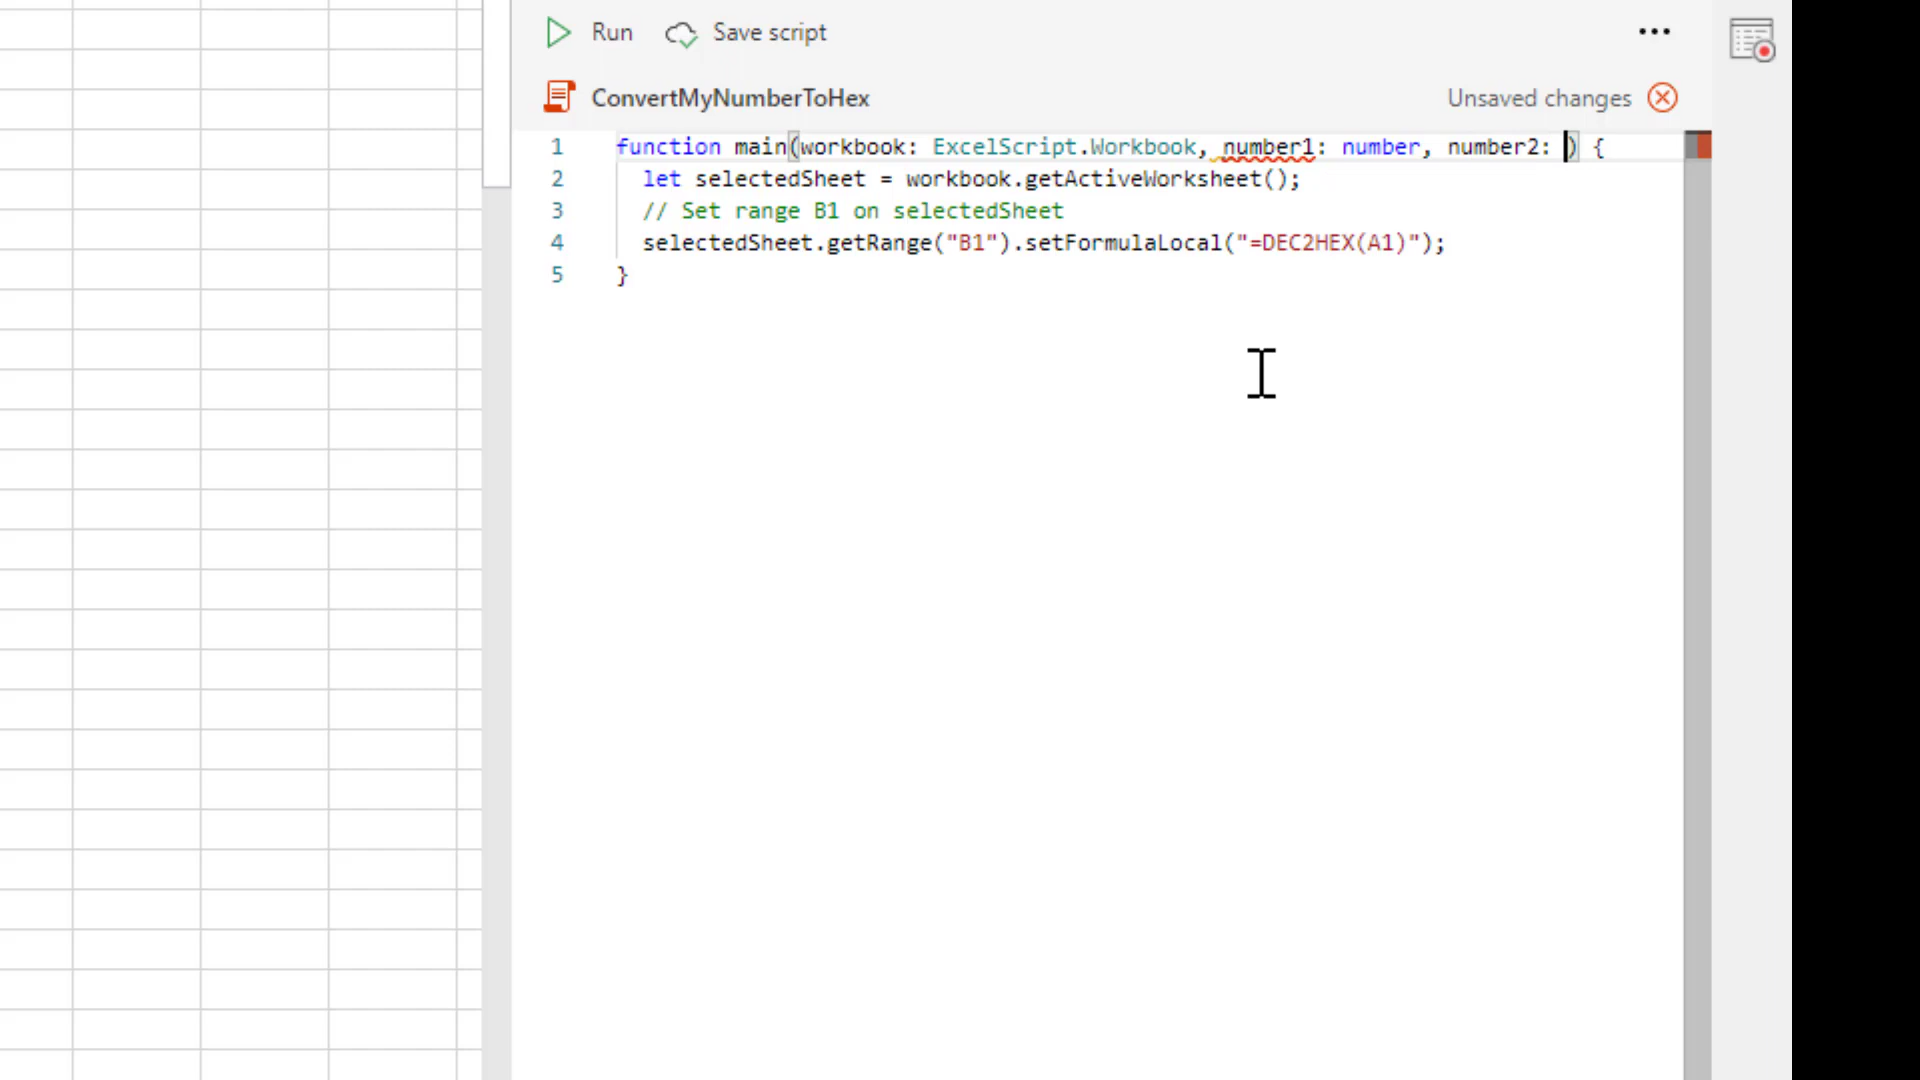 Run Save script
ConvertMyNumberToHex Unsaved changes
1 function main(workbook: ExcelScript.Workbook, number1: number, number2: ) {
2 let selectedSheet = workbook.getActiveWorksheet();
3 // Set range B1 on selectedSheet
4 selectedSheet.getRange("B1").setFormulaLocal("=DEC2HEX(A1)");
5 }